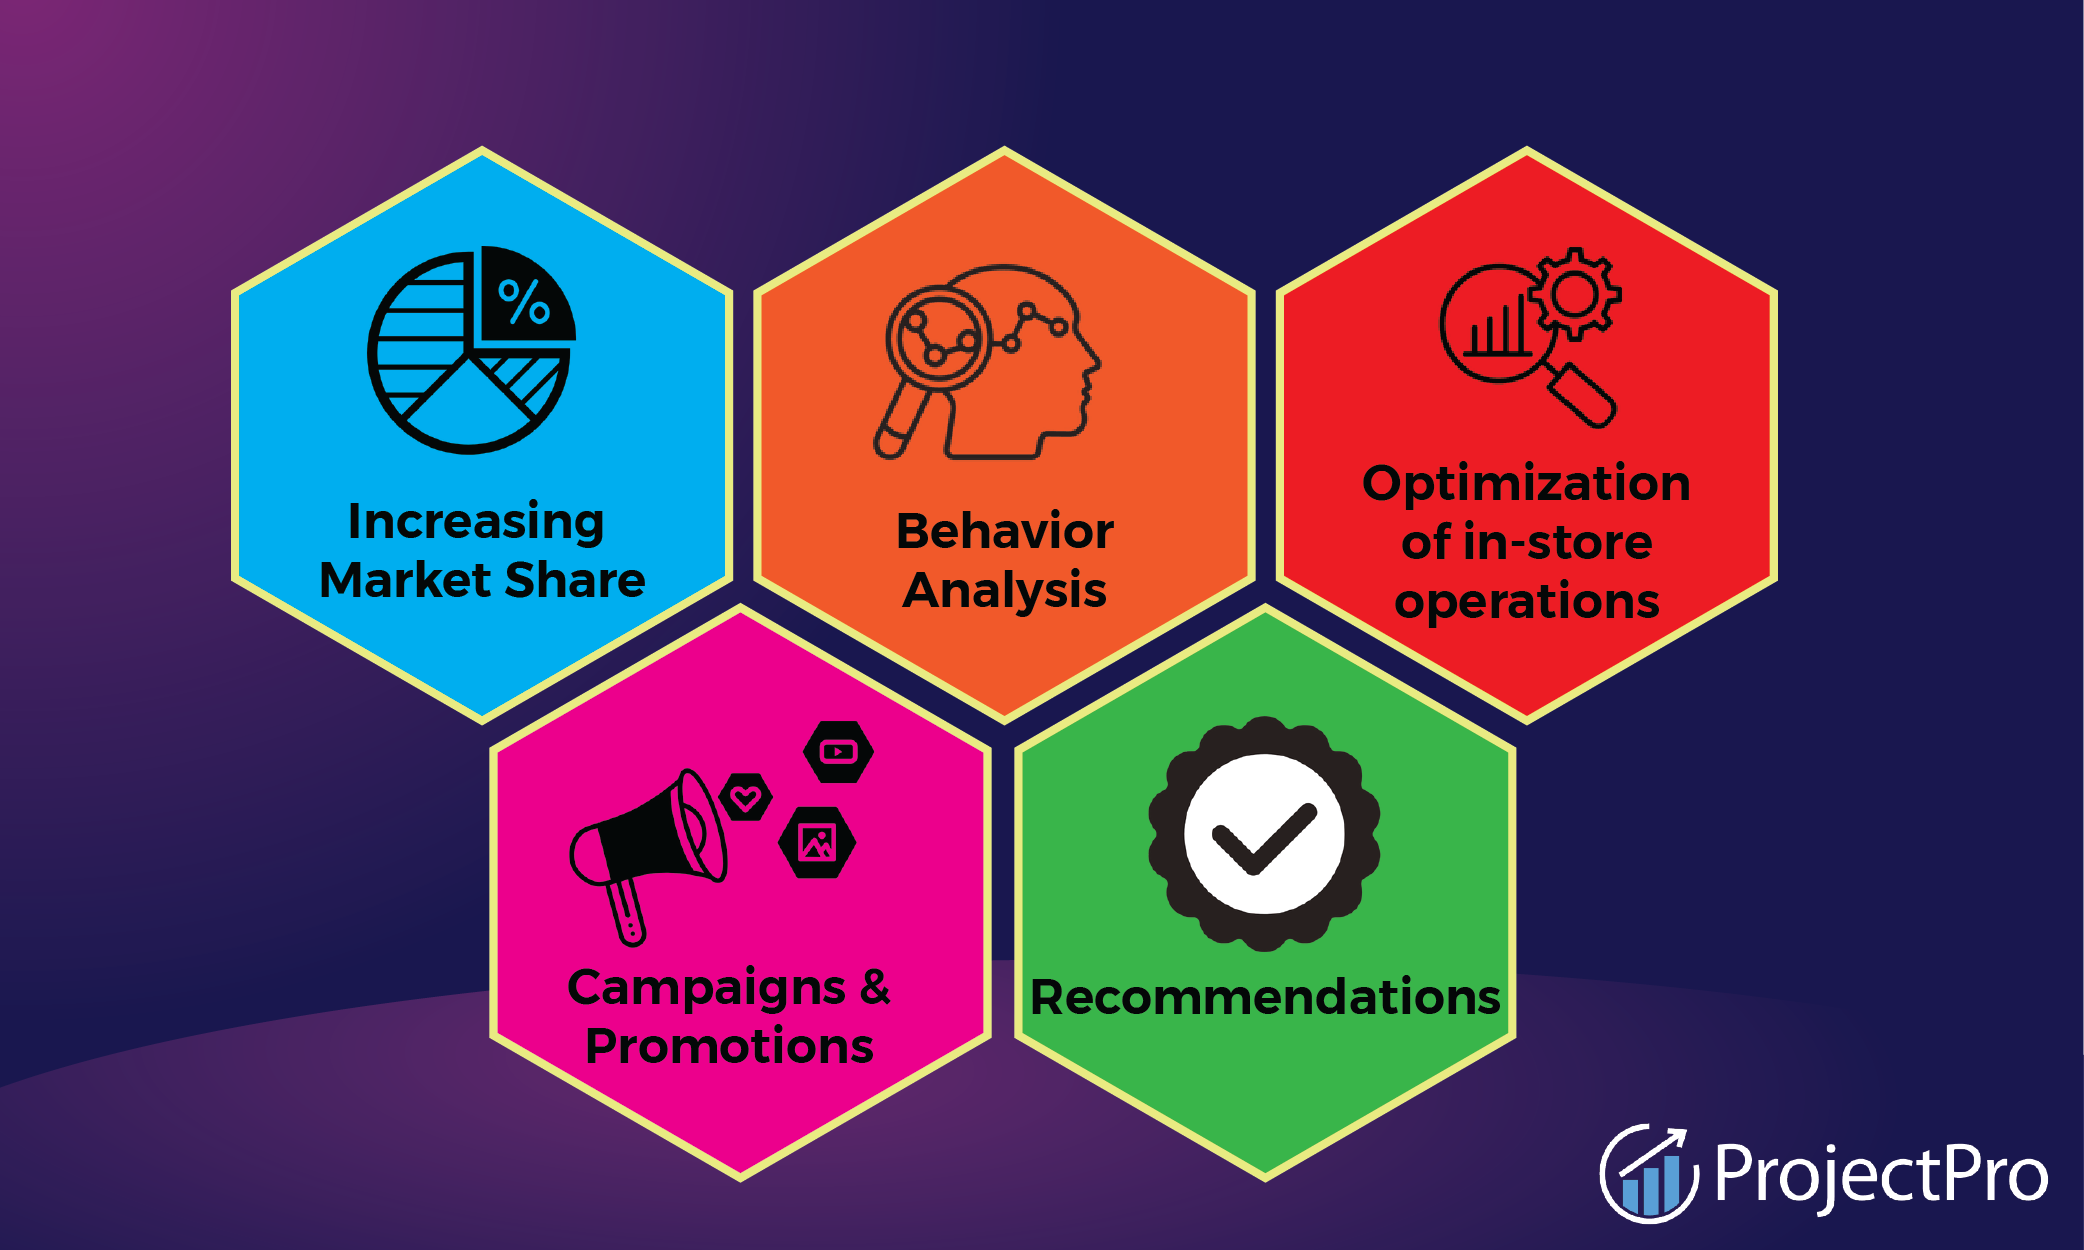 %
Increasing
Market Share
Behavior
Analysis
Optimization
of in-store
operations
Campaigns &
Promotions
Recommendations
ProjectPro